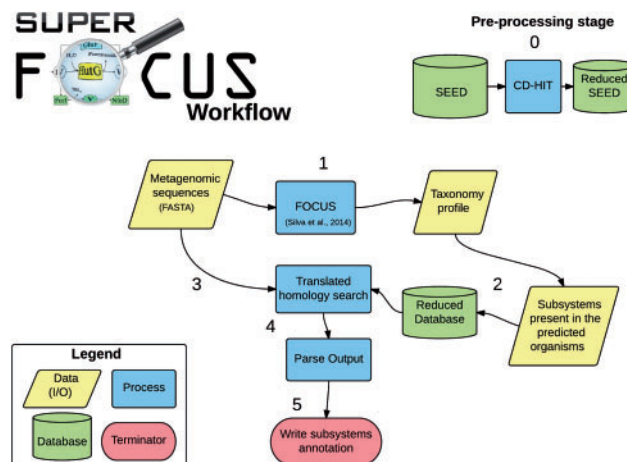 SUPER
FOCUS
Workflow
Pre-processing stage
0
SEED
CD-HIT
Reduced
SEED
1
Metagenomic
sequences
(FASTA)
FOCUS
(Silva et al., 2014)
Taxonomy
profile
3
Translated
homology search
Reduced
Database
2
Subsystems
present in the
predicted
organisms
4
Parse Output
5
Write subsystems
annotation
Legend
Data
(I/O)
Process
Database
Terminator